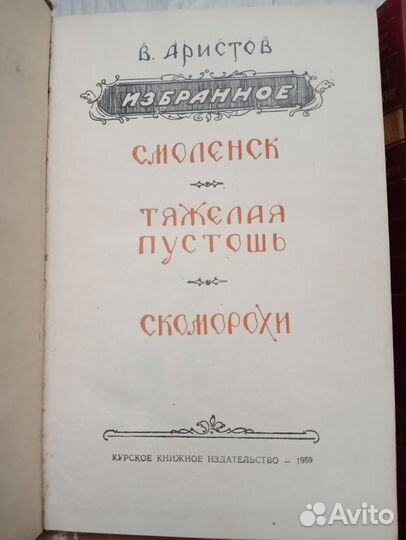 В. АРИСТОВ
ИЗБРАННОЕ
СМОЛЕНСК
ТЯЖЕЛАЯ
ПУСТОШЬ
СКОМОРОХИ
КУРСКОЕ КНИЖНОЕ ИЗДАТЕЛЬСТВО — 1959
Avito